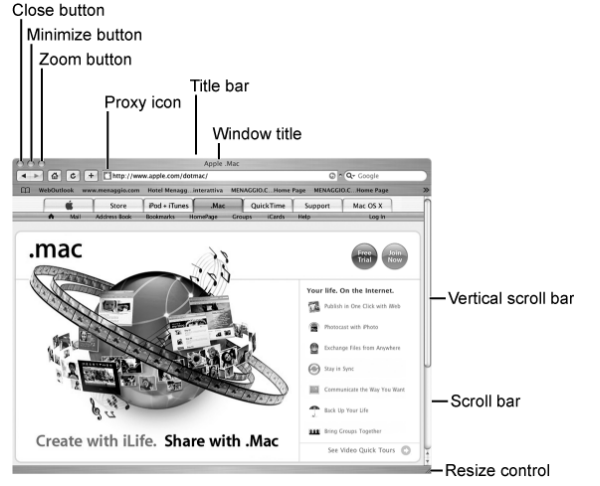 Close button
Minimize button
Zoom button
Proxy icon
Title bar
Window title
Apple .Mac
http://www.apple.com/dotmac/
Google
WebOutlook www.menaggio.com Hotel Menagg...interattiva MENAGGIO.C...Home Page MENAGGIO.C...Home Page »
Store iPod + iTunes .Mac QuickTime Support Mac OS X
Mail Address Book Bookmarks HomePage Groups iCards Help Log In
.mac
Free Trial
Join Now
Your life. On the Internet.
Publish in One Click with iWeb
Photocast with iPhoto
Exchange Files from Anywhere
Stay in Sync
Communicate the Way You Want
Back Up Your Life
Bring Groups Together
See Video Quick Tours
Create with iLife. Share with .Mac
Vertical scroll bar
Scroll bar
Resize control